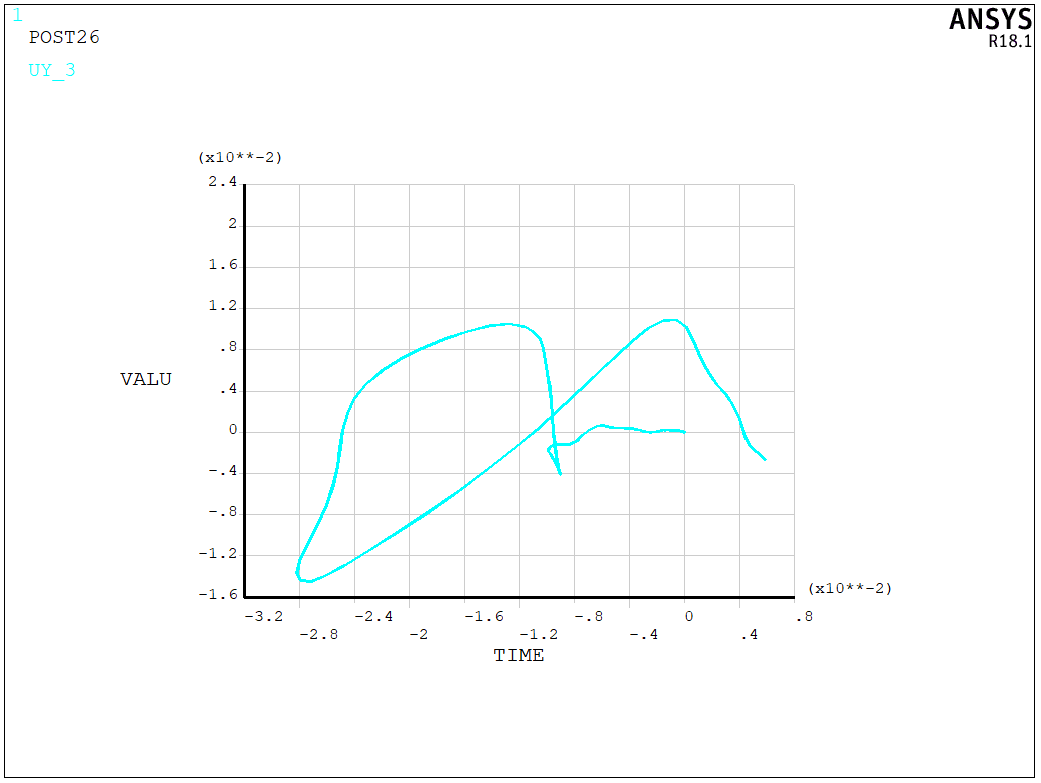 1
POST26
UY_3
ANSYS
R18.1
(x10**-2)
2.4
2
1.6
1.2
.8
.4
0
-.4
-.8
-1.2
-1.6
VALU
(x10**-2)
-3.2 -2.4 -1.6 -.8 0 .8
-2.8 -2 -1.2 -.4 .4
TIME